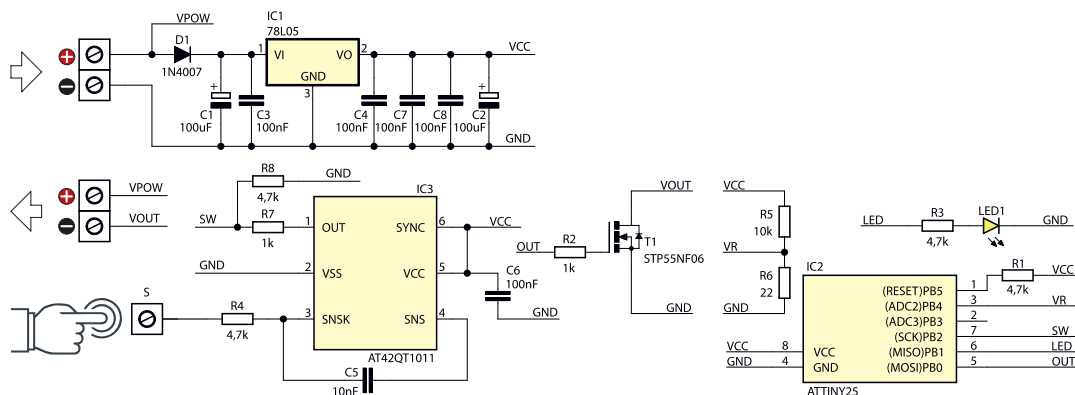 VPOW
IC1
78L05
D1
1N4007
1
VI
VO
2
VCC
GND
3
+
C1
100uF
C3
100nF
C4
100nF
C7
100nF
C8
100nF
+
C2
100uF
GND
VPOW
VOUT
R8
4,7k
GND
SW
R7
1k
GND
S
R4
4,7k
C5
10nF
IC3
1
OUT
SYNC
6
VCC
2
VSS
VCC
5
3
SNSK
SNS
4
AT42QT1011
C6
100nF
GND
OUT
R2
1k
VOUT
T1
STP55NF06
GND
VCC
R5
10k
VR
R6
22
GND
LED
R3
4,7k
LED1
GND
IC2
R1
4,7k
VCC
(RESET)PB5
1
(ADC2)PB4
3
VR
(ADC3)PB3
2
(SCK)PB2
7
SW
VCC
8
VCC
(MISO)PB1
6
LED
GND
4
GND
(MOSI)PB0
5
OUT
ATTINY25